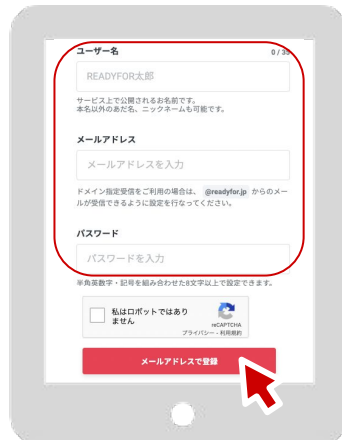 ユーザー名
0 / 35
READYFOR太郎
サービス上で公開されるお名前です。
本名以外のあだ名、ニックネームも可能です。
メールアドレス
メールアドレスを入力
ドメイン指定受信をご利用の場合は、 @readyfor.jp からのメー
ルが受信できるように設定を行なってください。
パスワード
パスワードを入力
半角英数字・記号を組み合わせた8文字以上で設定できます。
私はロボットではあり
ません
reCAPTCHA
プライバシー - 利用規約
メールアドレスで登録